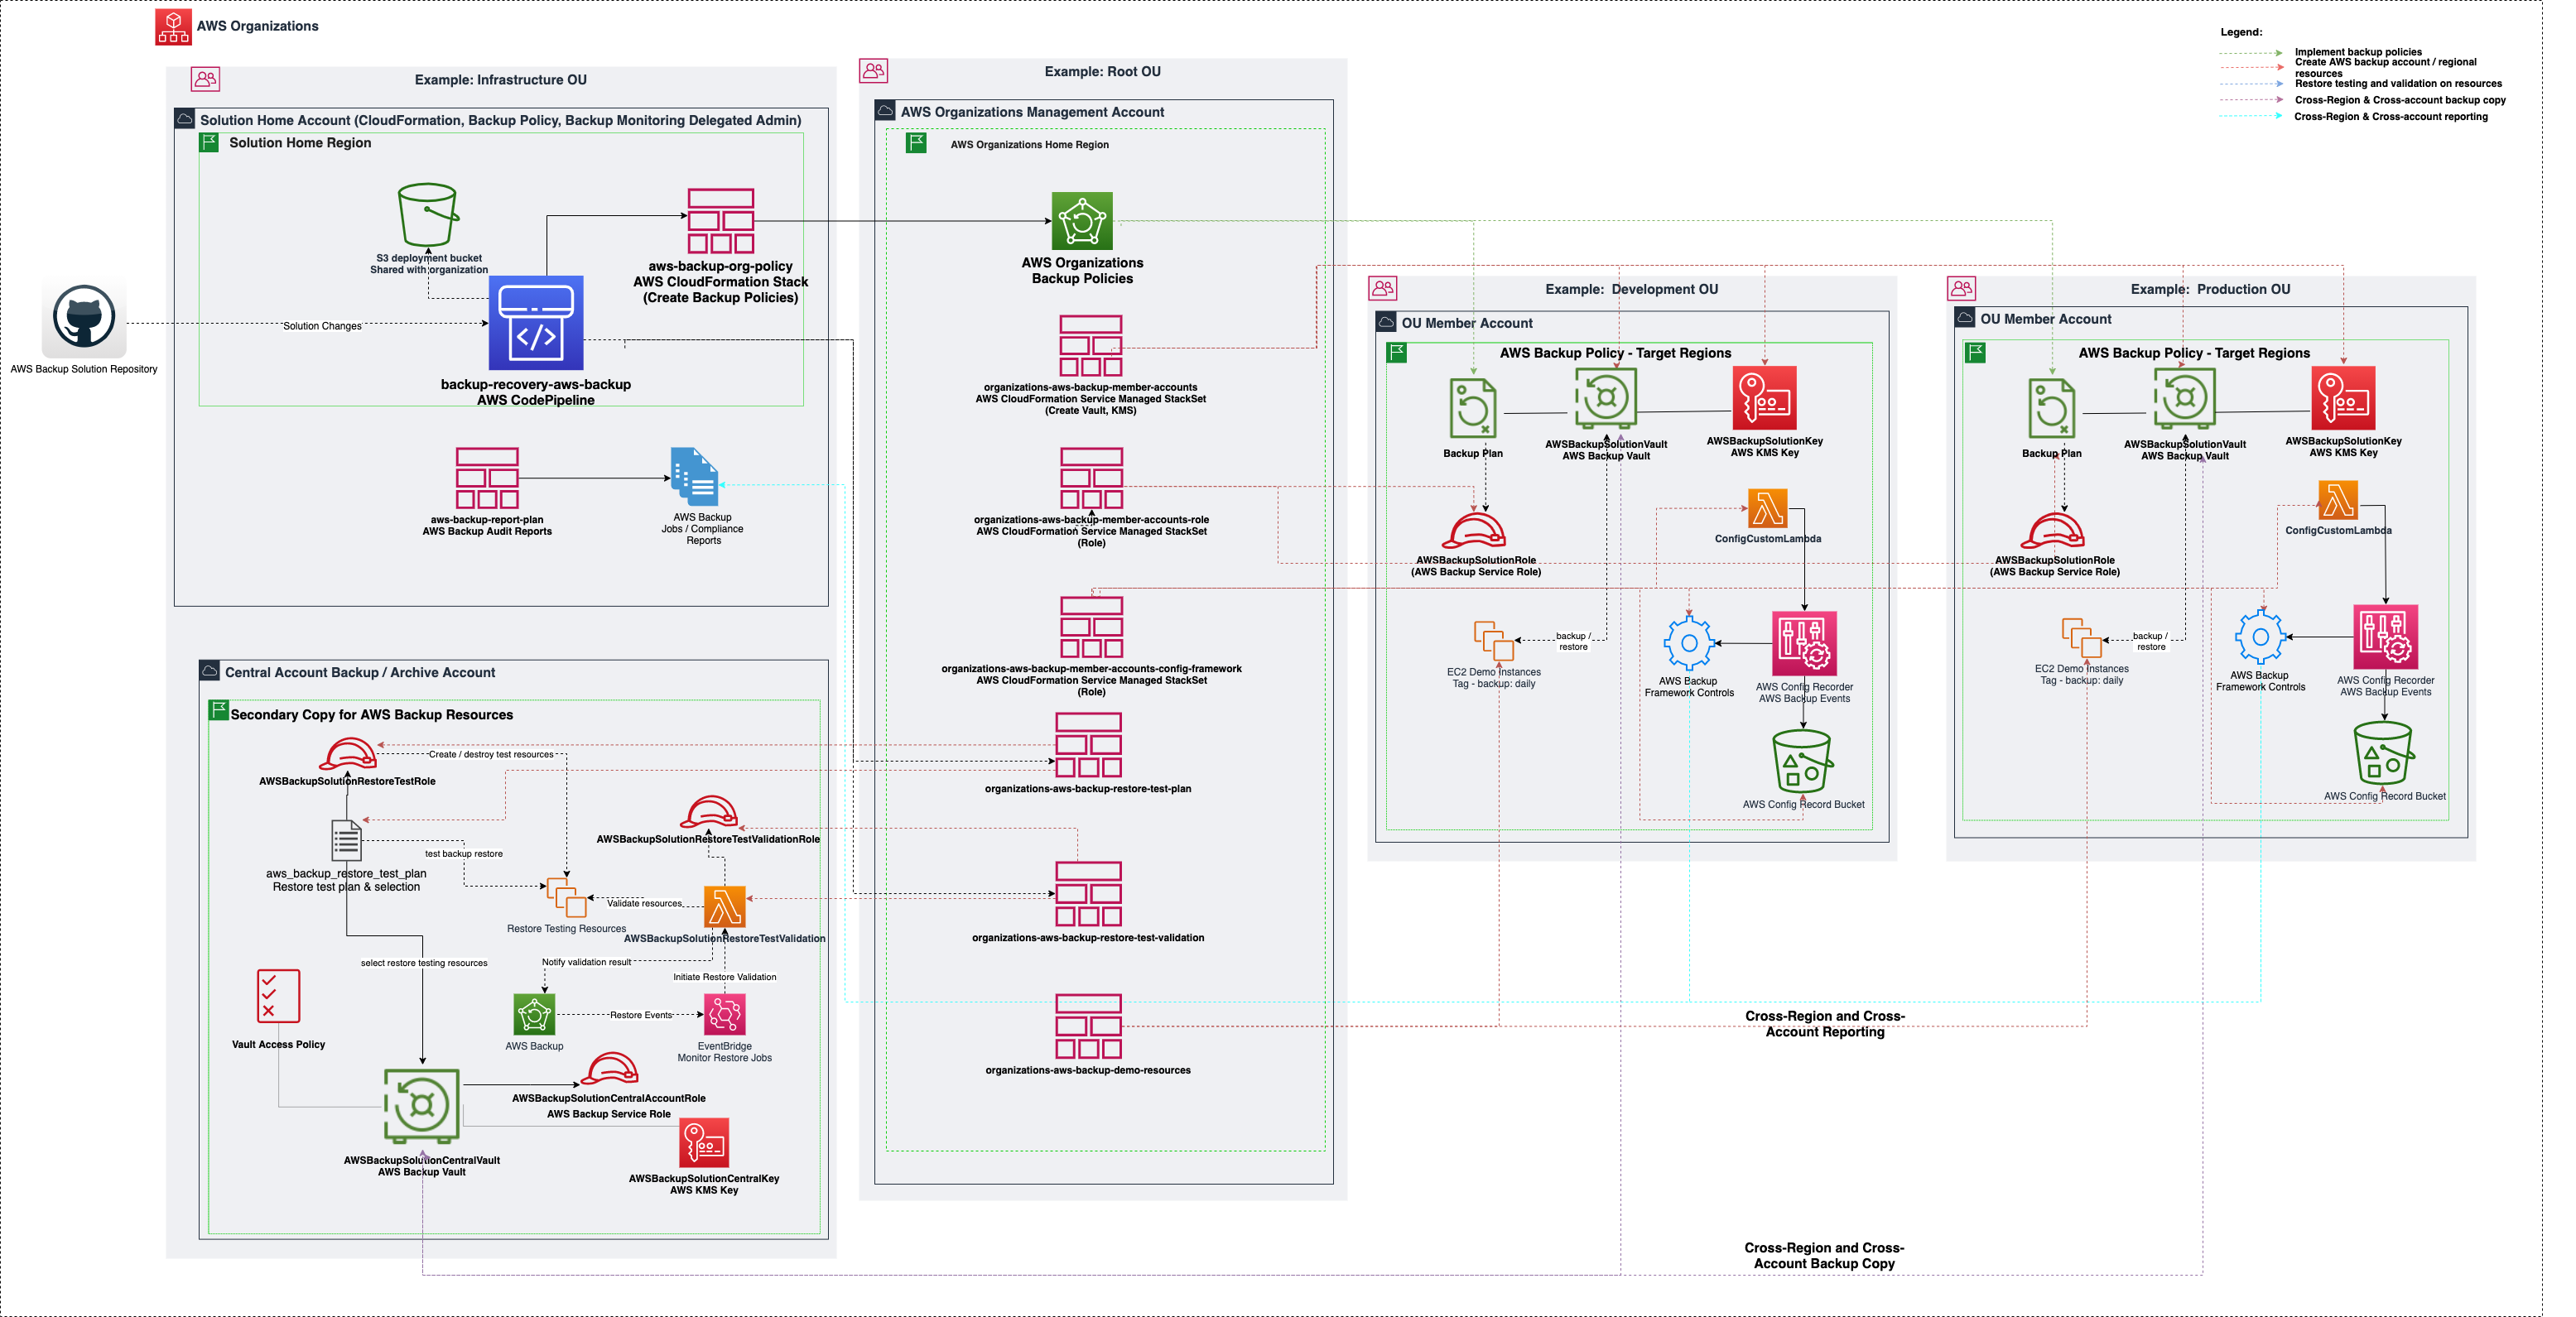 AWS Organizations
Legend:
Implement backup policies
Create AWS backup account / regional
resources
Restore testing and validation on resources
Cross-Region & Cross-account backup copy
Cross-Region & Cross-account reporting
Example: Infrastructure OU
Solution Home Account (CloudFormation, Backup Policy, Backup Monitoring Delegated Admin)
Solution Home Region
S3 deployment bucket
Shared with organization
aws-backup-org-policy
AWS CloudFormation Stack
(Create Backup Policies)
Solution Changes
AWS Backup Solution Repository
backup-recovery-aws-backup
AWS CodePipeline
aws-backup-report-plan
AWS Backup Audit Reports
AWS Backup
Jobs / Compliance
Reports
Central Account Backup / Archive Account
Secondary Copy for AWS Backup Resources
Create / destroy test resources
AWSBackupSolutionRestoreTestRole
AWSBackupSolutionRestoreTestValidationRole
test backup restore
aws_backup_restore_test_plan
Restore test plan & selection
Validate resources
Restore Testing Resources
AWSBackupSolutionRestoreTestValidation
select restore testing resources
Notify validation result
Initiate Restore Validation
Restore Events
Vault Access Policy
AWS Backup
EventBridge
Monitor Restore Jobs
AWSBackupSolutionCentralAccountRole
AWS Backup Service Role
AWSBackupSolutionCentralVault
AWS Backup Vault
AWSBackupSolutionCentralKey
AWS KMS Key
Example: Root OU
AWS Organizations Management Account
AWS Organizations Home Region
AWS Organizations
Backup Policies
organizations-aws-backup-member-accounts
AWS CloudFormation Service Managed StackSet
(Create Vault, KMS)
organizations-aws-backup-member-accounts-role
AWS CloudFormation Service Managed StackSet
(Role)
organizations-aws-backup-member-accounts-config-framework
AWS CloudFormation Service Managed StackSet
(Role)
organizations-aws-backup-restore-test-plan
organizations-aws-backup-restore-test-validation
organizations-aws-backup-demo-resources
Example: Development OU
OU Member Account
AWS Backup Policy - Target Regions
Backup Plan
AWSBackupSolutionVault
AWS Backup Vault
AWSBackupSolutionKey
AWS KMS Key
ConfigCustomLambda
AWSBackupSolutionRole
(AWS Backup Service Role)
backup /
restore
EC2 Demo Instances
Tag - backup: daily
AWS Backup
Framework Controls
AWS Config Recorder
AWS Backup Events
AWS Config Record Bucket
Example: Production OU
OU Member Account
AWS Backup Policy - Target Regions
Backup Plan
AWSBackupSolutionVault
AWS Backup Vault
AWSBackupSolutionKey
AWS KMS Key
ConfigCustomLambda
AWSBackupSolutionRole
(AWS Backup Service Role)
backup /
restore
EC2 Demo Instances
Tag - backup: daily
AWS Backup
Framework Controls
AWS Config Recorder
AWS Backup Events
AWS Config Record Bucket
Cross-Region and Cross-
Account Reporting
Cross-Region and Cross-
Account Backup Copy